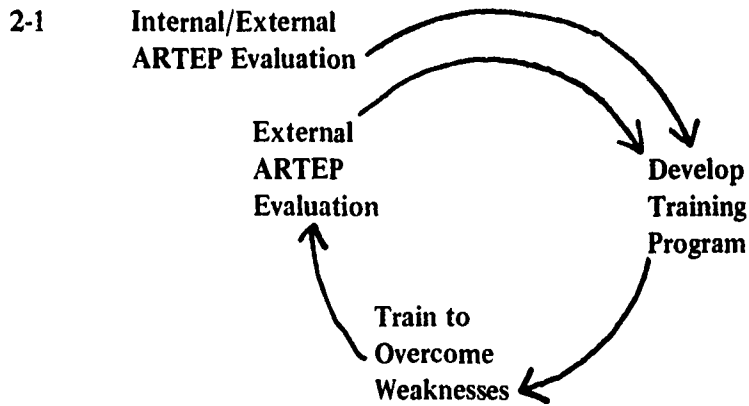 2-1 Internal/External
ARTEP Evaluation
External
ARTEP
Evaluation
Develop
Training
Program
Train to
Overcome
Weaknesses